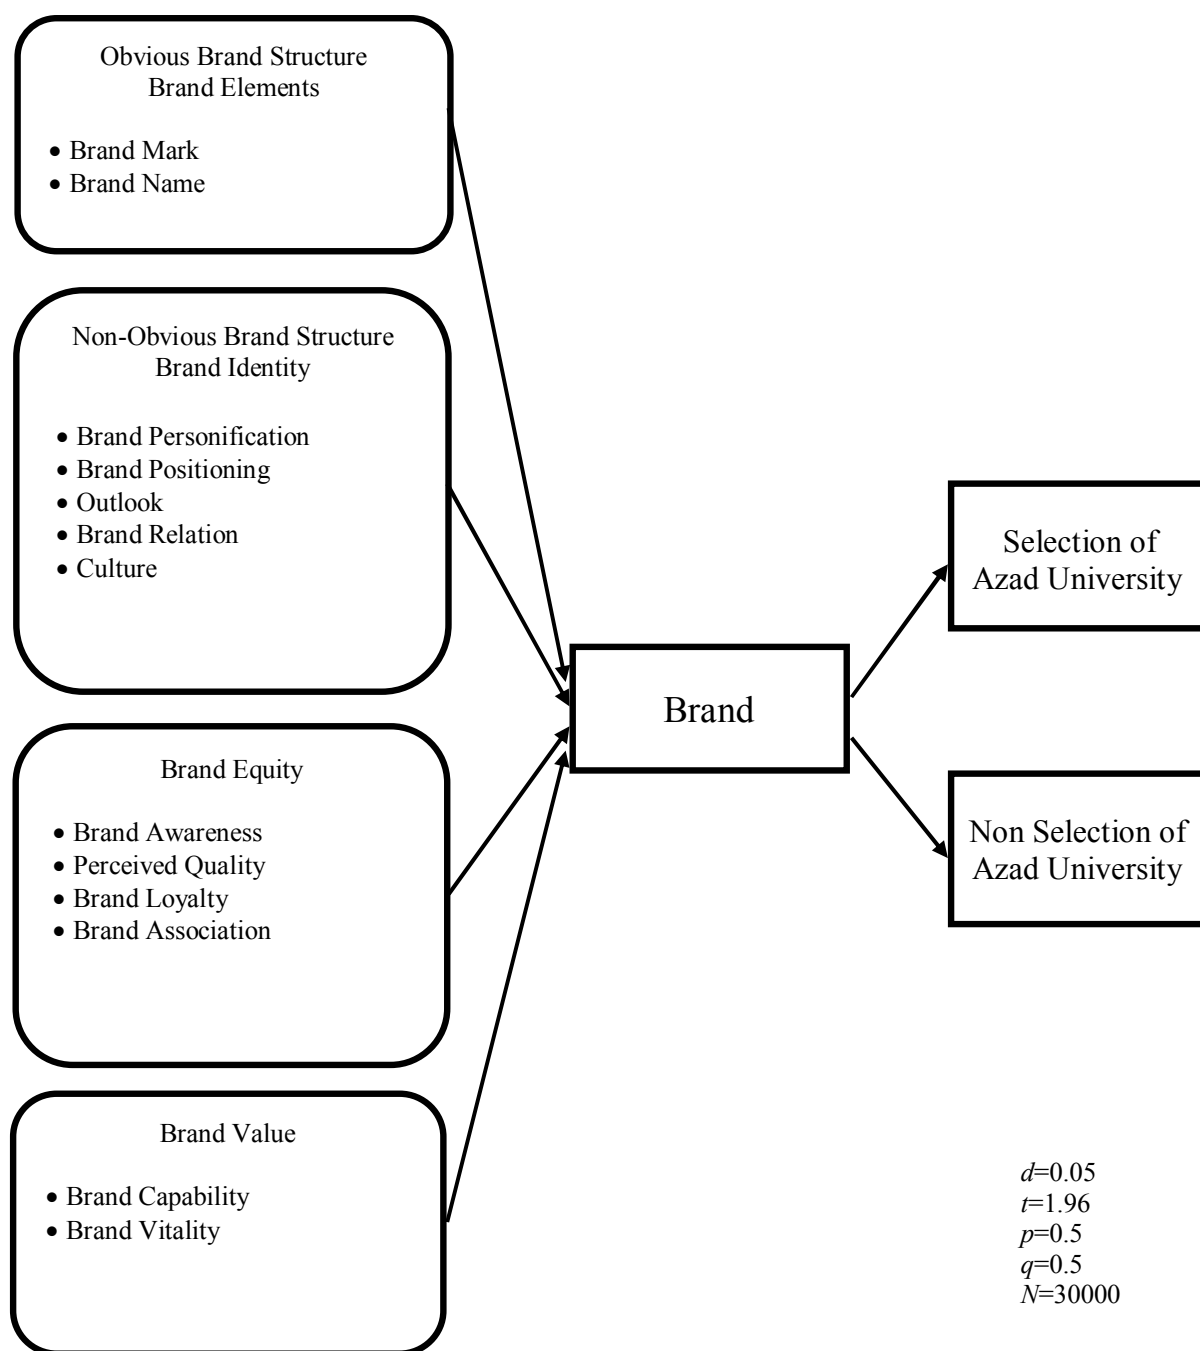 Obvious Brand Structure
Brand Elements
• Brand Mark
• Brand Name
Non-Obvious Brand Structure
Brand Identity
• Brand Personification
• Brand Positioning
• Outlook
• Brand Relation
• Culture
Brand Equity
• Brand Awareness
• Perceived Quality
• Brand Loyalty
• Brand Association
Brand Value
• Brand Capability
• Brand Vitality
Brand
Selection of
Azad University
Non Selection of
Azad University
d=0.05
t=1.96
p=0.5
q=0.5
N=30000